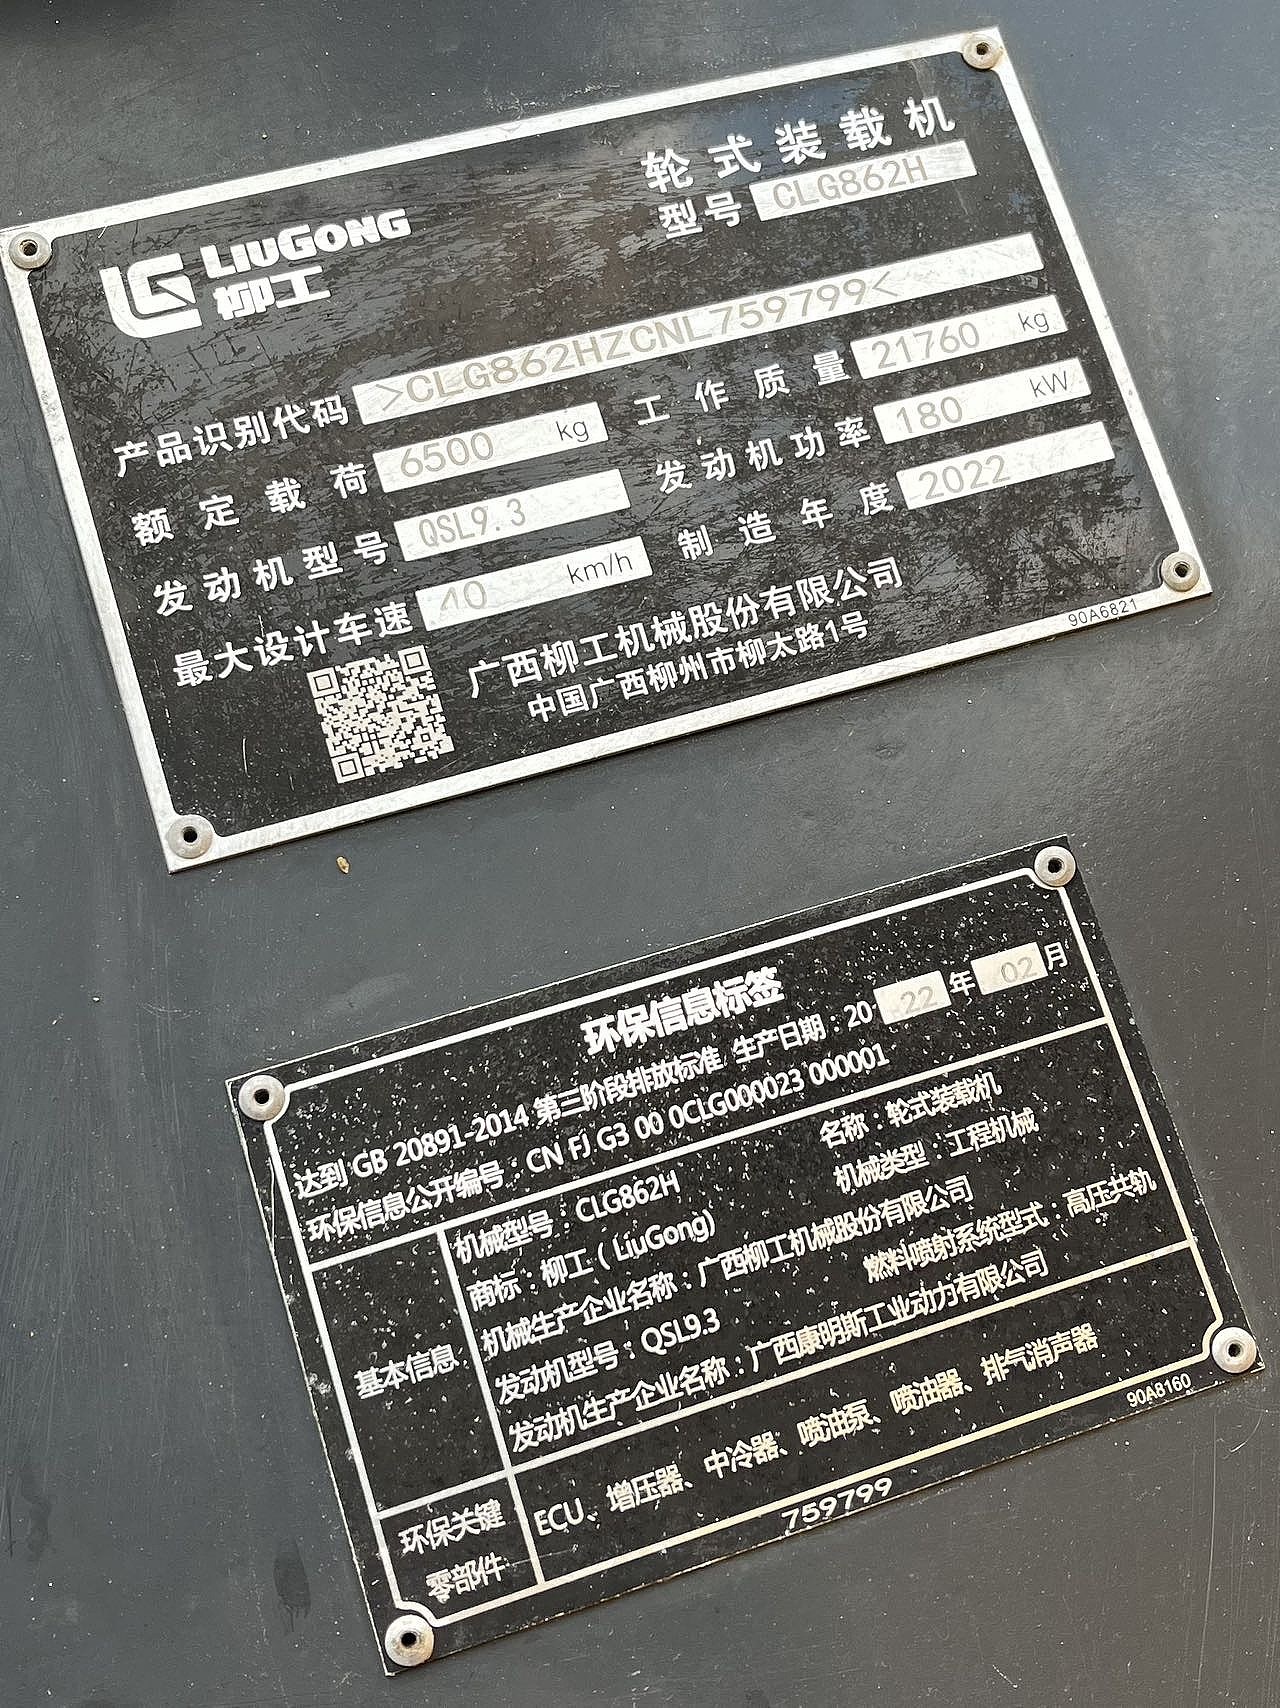 轮式装载机
型号 CLG862H
LG LIUGONG
柳工
产品识别代码 >CLG862HZCNL759799<
额定载荷 6500 kg 工作质量 21760 kg
发动机型号 QSL9.3 发动机功率 180 kW
最大设计车速 40 km/h 制造年度 2022
广西柳工机械股份有限公司
中国广西柳州市柳太路1号
90A6821
环保信息标签
达到 GB 20891-2014 第三阶段排放标准 生产日期：2022年02月
环保信息公开编号：CN FJ G3 00 0CLG000023 000001
基本信息
机械型号：CLG862H 名称：轮式装载机
商标：柳工（LiuGong) 机械类型：工程机械
机械生产企业名称：广西柳工机械股份有限公司
发动机型号：QSL9.3 燃料喷射系统型式：高压共轨
发动机生产企业名称：广西康明斯工业动力有限公司
环保关键
零部件
ECU、增压器、中冷器、喷油泵、喷油器、排气消声器
759799
90A8160